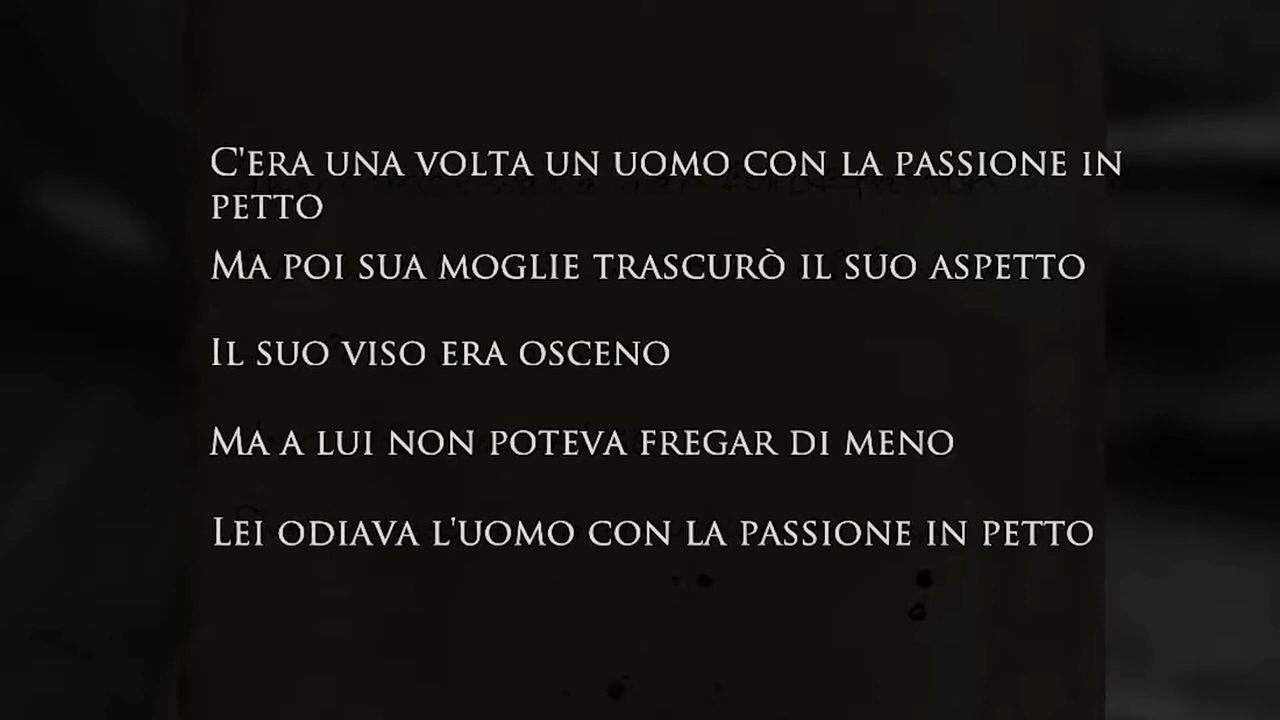 C'era una volta un uomo con la passione in
petto
Ma poi sua moglie trascurò il suo aspetto
Il suo viso era osceno
Ma a lui non poteva fregar di meno
Lei odiava l'uomo con la passione in petto